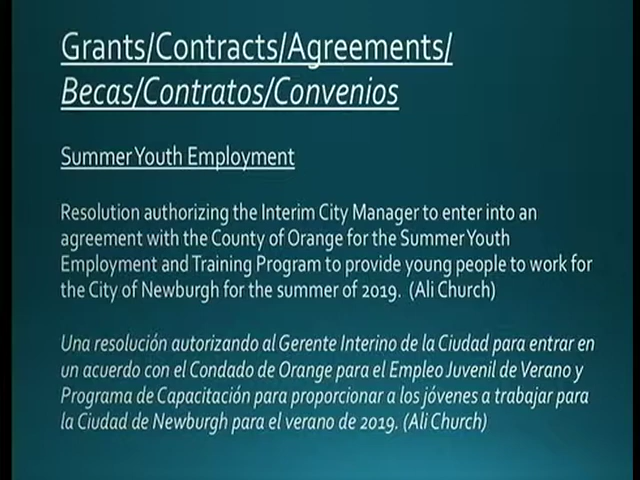 Grants/Contracts/Agreements/
Becas/Contratos/Convenios
Summer Youth Employment
Resolution authorizing the Interim City Manager to enter into an
agreement with the County of Orange for the Summer Youth
Employment and Training Program to provide young people to work for
the City of Newburgh for the summer of 2019. (Ali Church)
Una resolución autorizando al Gerente Interino de la Ciudad para entrar en
un acuerdo con el Condado de Orange para el Empleo Juvenil de Verano y
Programa de Capacitación para proporcionar a los jóvenes a trabajar para
la Ciudad de Newburgh para el verano de 2019. (Ali Church)